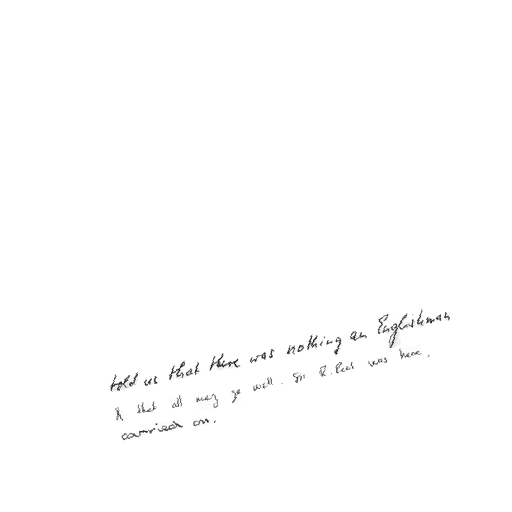 told us that there was nothing an Englishman
& that all may go well. Sir R. Peel was here,
carried on.